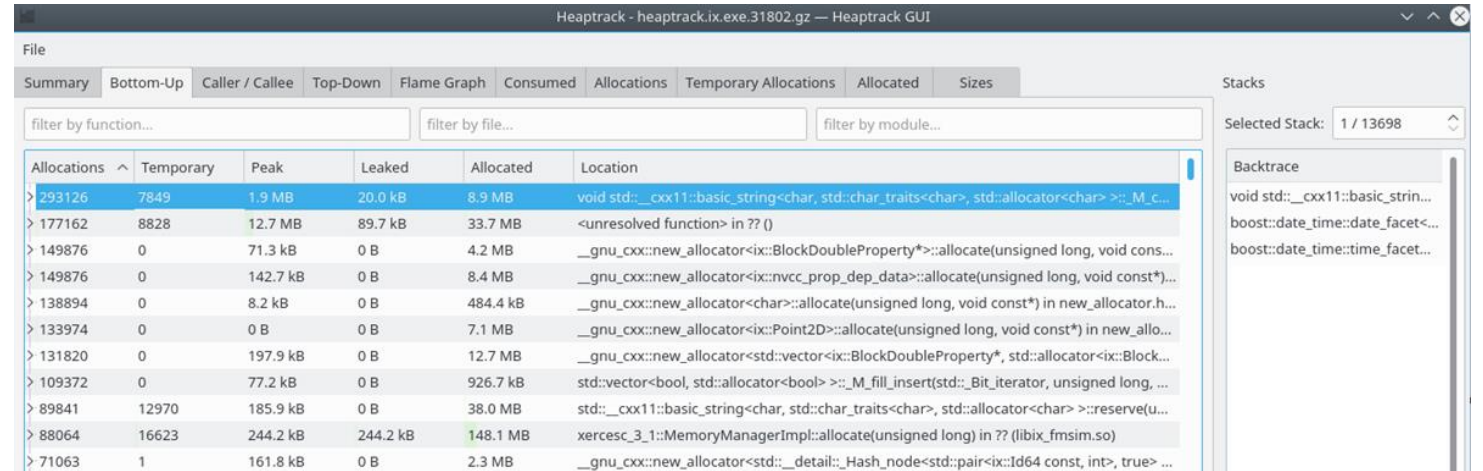 Heaptrack - heaptrack.ix.exe.31802.gz — Heaptrack GUI
File
Summary Bottom-Up Caller / Callee Top-Down Flame Graph Consumed Allocations Temporary Allocations Allocated Sizes
Stacks
filter by function... filter by file... filter by module...
Selected Stack: 1 / 13698
Allocations Temporary Peak Leaked Allocated Location
Backtrace
293126 7849 1.9 MB 20.0 kB 8.9 MB void std::__cxx11::basic_string<char, std::char_traits<char>, std::allocator<char> >::_M_c...
void std::__cxx11::basic_strin...
177162 8828 12.7 MB 89.7 kB 33.7 MB <unresolved function> in ?? ()
boost::date_time::date_facet<...
149876 0 71.3 kB 0 B 4.2 MB __gnu_cxx::new_allocator<ix::BlockDoubleProperty*>::allocate(unsigned long, void cons...
boost::date_time::time_facet...
149876 0 142.7 kB 0 B 8.4 MB __gnu_cxx::new_allocator<ix::nvcc_prop_dep_data>::allocate(unsigned long, void const*)...
138894 0 8.2 kB 0 B 484.4 kB __gnu_cxx::new_allocator<char>::allocate(unsigned long, void const*) in new_allocator.h...
133974 0 0 B 0 B 7.1 MB __gnu_cxx::new_allocator<ix::Point2D>::allocate(unsigned long, void const*) in new_allo...
131820 0 197.9 kB 0 B 12.7 MB __gnu_cxx::new_allocator<std::vector<ix::BlockDoubleProperty*, std::allocator<ix::Block...
109372 0 77.2 kB 0 B 926.7 kB std::vector<bool, std::allocator<bool> >::_M_fill_insert(std::_Bit_iterator, unsigned long, ...
89841 12970 185.9 kB 0 B 38.0 MB std::__cxx11::basic_string<char, std::char_traits<char>, std::allocator<char> >::reserve(u...
88064 16623 244.2 kB 244.2 kB 148.1 MB xercesc_3_1::MemoryManagerImpl::allocate(unsigned long) in ?? (libix_fmsim.so)
71063 1 161.8 kB 0 B 2.3 MB __gnu_cxx::new_allocator<std::__detail::_Hash_node<std::pair<ix::Id64 const, int>, true> ...